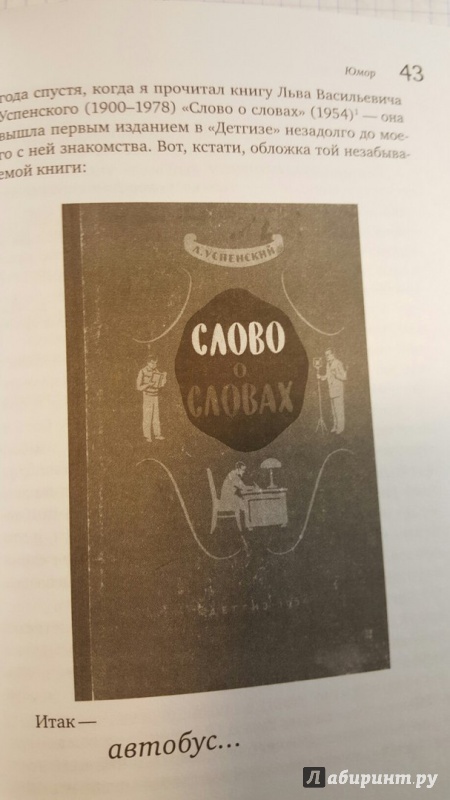 Юмор 43
года спустя, когда я прочитал книгу Льва Васильевича
Успенского (1900–1978) «Слово о словах» (1954)¹ — она
вышла первым изданием в «Детгизе» незадолго до мое-
го с ней знакомства. Вот, кстати, обложка той незабыва-
емой книги:
Л. УСПЕНСКИЙ
СЛОВО
О
СЛОВАХ
ДЕТГИЗ
Итак —
автобус...
Лабиринт.ру